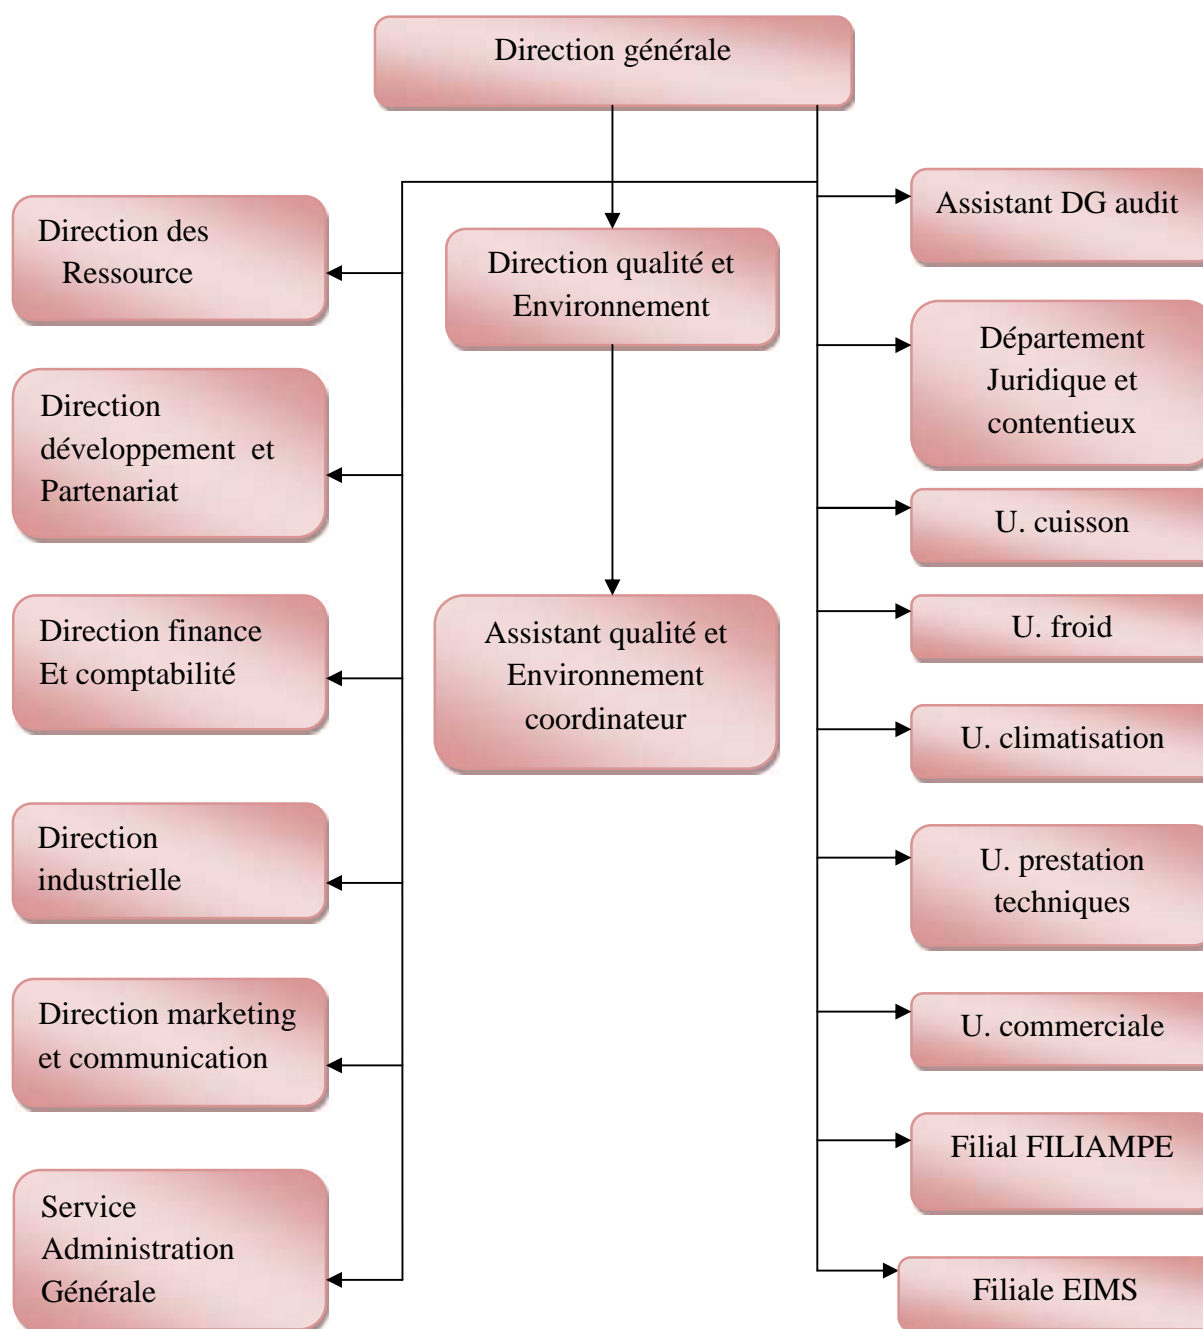 Direction générale
Direction des
Ressource
Direction
développement et
Partenariat
Direction finance
Et comptabilité
Direction
industrielle
Direction marketing
et communication
Service
Administration
Générale
Direction qualité et
Environnement
Assistant qualité et
Environnement
coordinateur
Assistant DG audit
Département
Juridique et
contentieux
U. cuisson
U. froid
U. climatisation
U. prestation
techniques
U. commerciale
Filial FILIAMPE
Filiale EIMS